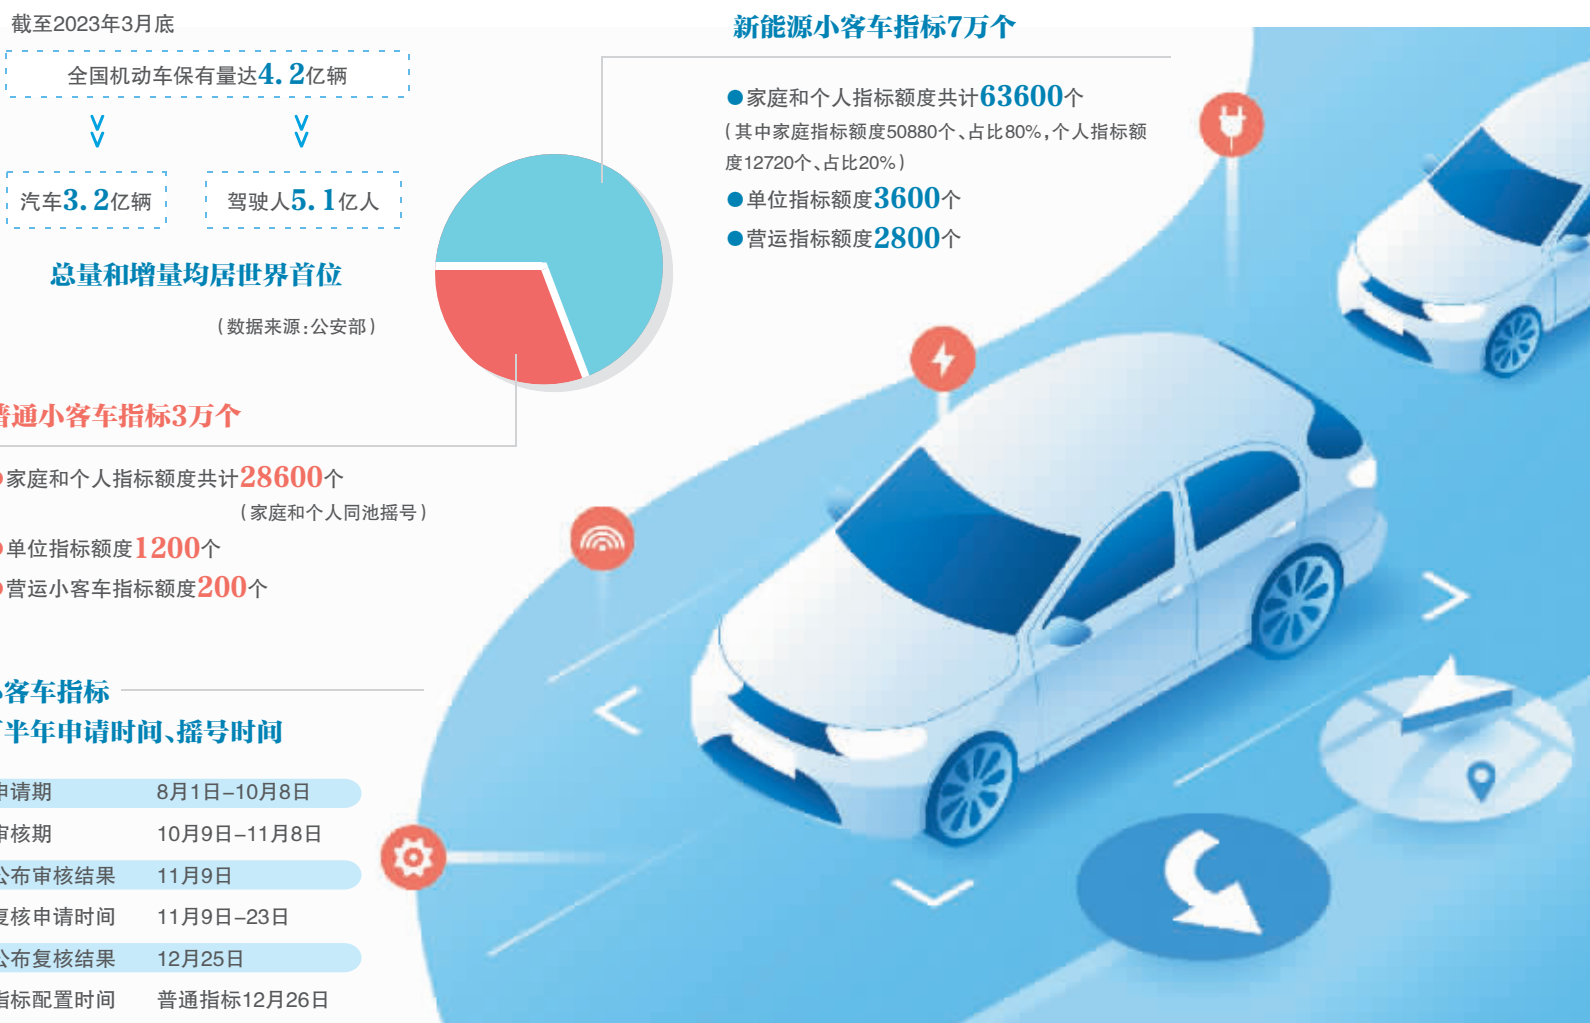 截至2023年3月底
全国机动车保有量达4.2亿辆
汽车3.2亿辆
驾驶人5.1亿人
总量和增量均居世界首位
（数据来源：公安部）
新能源小客车指标7万个
●家庭和个人指标额度共计63600个
（其中家庭指标额度50880个、占比80%，个人指标额
度12720个、占比20%）
●单位指标额度3600个
●营运指标额度2800个
普通小客车指标3万个
●家庭和个人指标额度共计28600个
（家庭和个人同池摇号）
●单位指标额度1200个
●营运小客车指标额度200个
小客车指标
下半年申请时间、摇号时间
申请期 8月1日-10月8日
审核期 10月9日-11月8日
公布审核结果 11月9日
复核申请时间 11月9日-23日
公布复核结果 12月25日
指标配置时间 普通指标12月26日